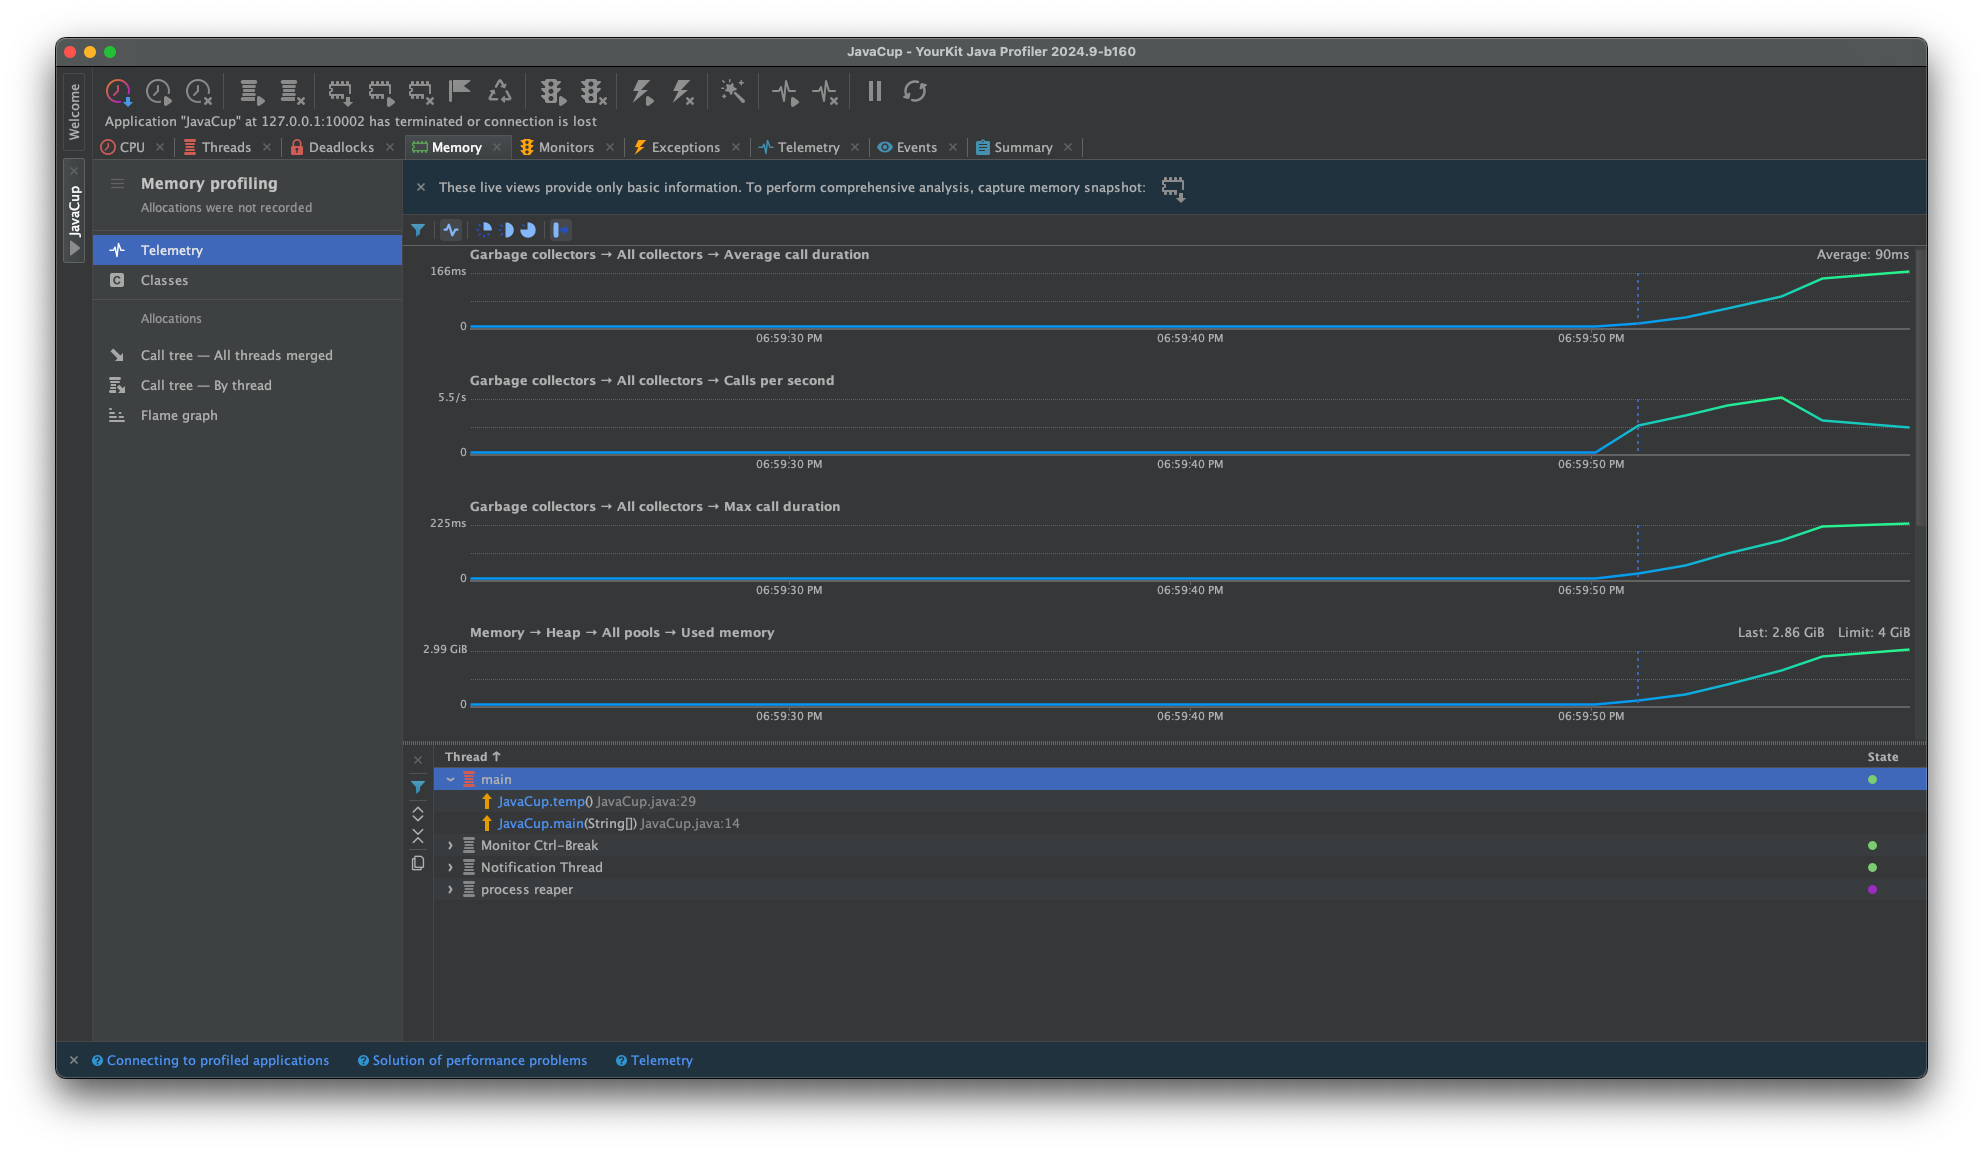 JavaCup - YourKit Java Profiler 2024.9-b160
Welcome
JavaCup
Application "JavaCup" at 127.0.0.1:10002 has terminated or connection is lost
CPU Threads Deadlocks Memory Monitors Exceptions Telemetry Events Summary
Memory profiling
Allocations were not recorded
Telemetry
Classes
Allocations
Call tree — All threads merged
Call tree — By thread
Flame graph
These live views provide only basic information. To perform comprehensive analysis, capture memory snapshot:
Garbage collectors → All collectors → Average call duration Average: 90ms
166ms
0
06:59:30 PM 06:59:40 PM 06:59:50 PM
Garbage collectors → All collectors → Calls per second
5.5/s
0
06:59:30 PM 06:59:40 PM 06:59:50 PM
Garbage collectors → All collectors → Max call duration
225ms
0
06:59:30 PM 06:59:40 PM 06:59:50 PM
Memory → Heap → All pools → Used memory Last: 2.86 GiB Limit: 4 GiB
2.99 GiB
0
06:59:30 PM 06:59:40 PM 06:59:50 PM
Thread ↑ State
main
JavaCup.temp() JavaCup.java:29
JavaCup.main(String[]) JavaCup.java:14
Monitor Ctrl-Break
Notification Thread
process reaper
Connecting to profiled applications Solution of performance problems Telemetry